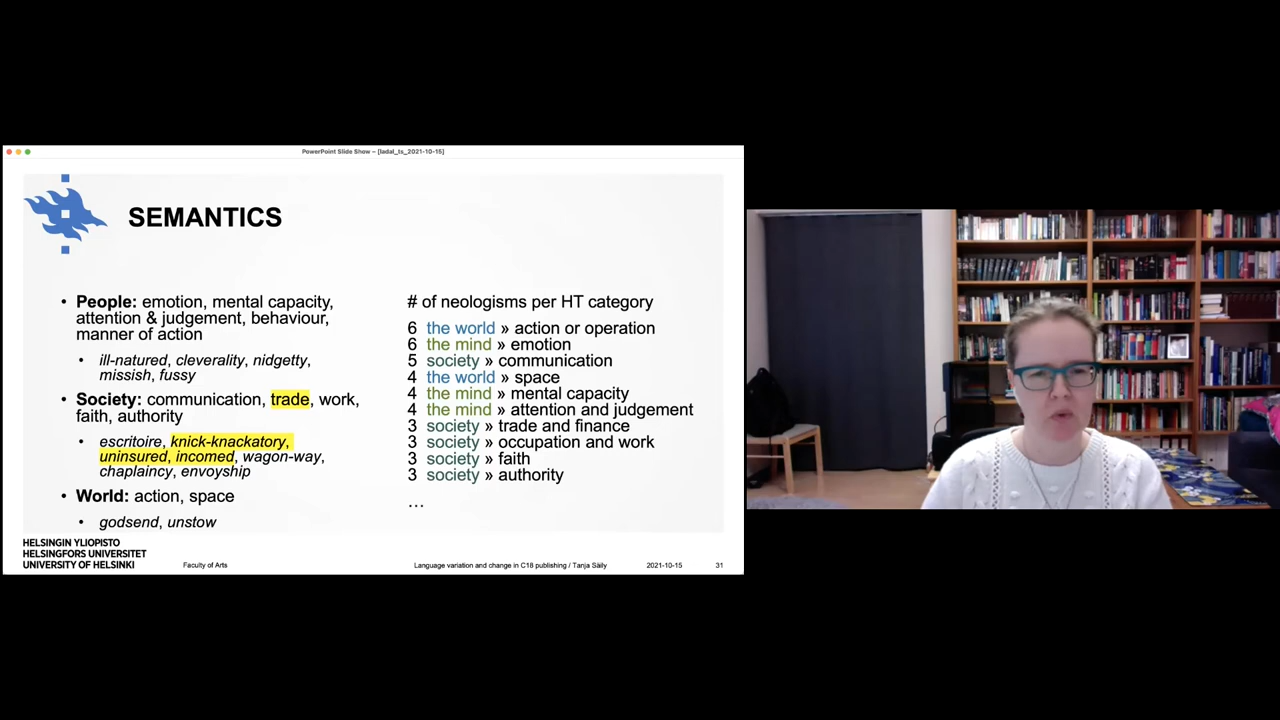 PowerPoint Slide Show – [ladal_ts_2021-10-15]
SEMANTICS
• People: emotion, mental capacity,
attention & judgement, behaviour,
manner of action
• ill-natured, cleverality, nidgetty,
missish, fussy
• Society: communication, trade, work,
faith, authority
• escritoire, knick-knackatory,
uninsured, incomed, wagon-way,
chaplaincy, envoyship
• World: action, space
• godsend, unstow
# of neologisms per HT category
6 the world » action or operation
6 the mind » emotion
5 society » communication
4 the world » space
4 the mind » mental capacity
4 the mind » attention and judgement
3 society » trade and finance
3 society » occupation and work
3 society » faith
3 society » authority
…
HELSINGIN YLIOPISTO
HELSINGFORS UNIVERSITET
UNIVERSITY OF HELSINKI
Faculty of Arts
Language variation and change in C18 publishing / Tanja Säily
2021-10-15
31